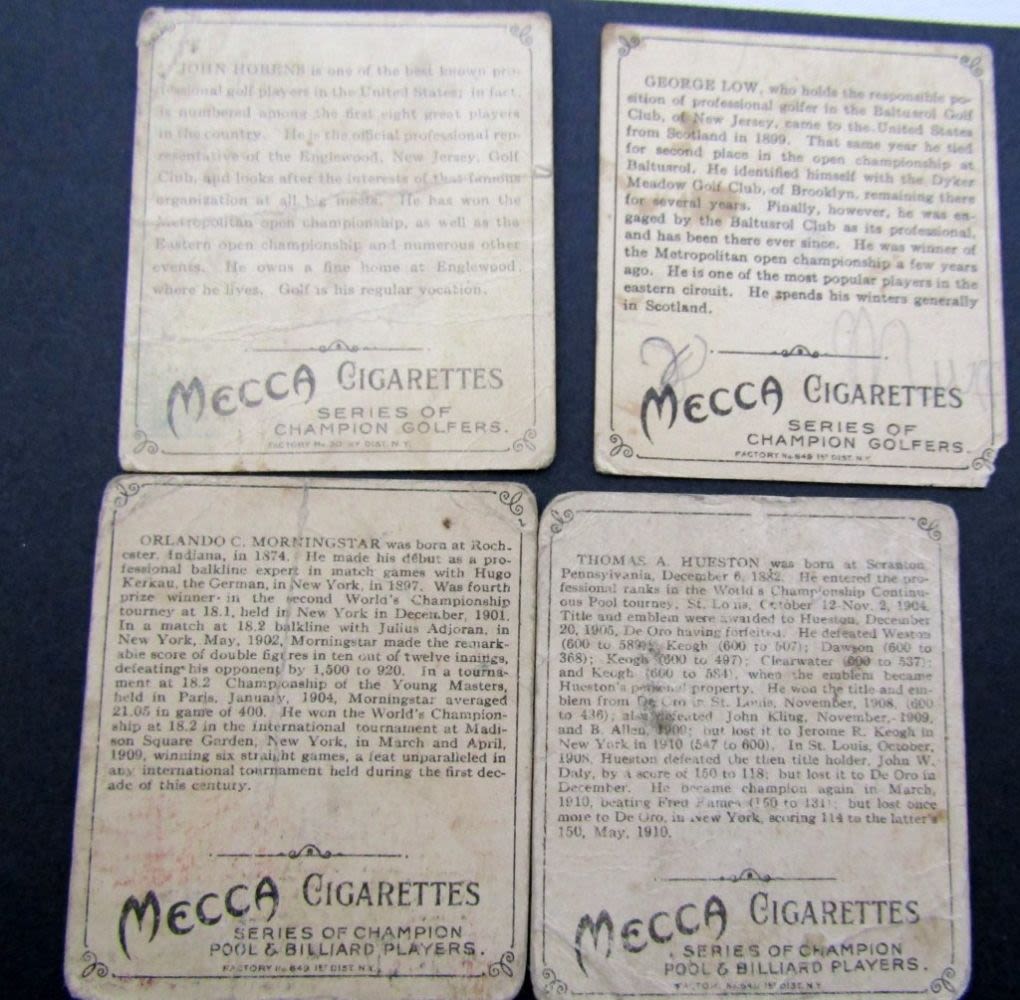 JOHN HOBENS is one of the best known pro-
fessional golf players in the United States; in fact,
is numbered among the first eight great players
in the country. He is the official professional rep-
resentative of the Englewood, New Jersey, Golf
Club, and looks after the interests of that famous
organization at all big meets. He has won the
Metropolitan open championship, as well as the
Eastern open championship and numerous other
events. He owns a fine home at Englewood,
where he lives. Golf is his regular vocation.
MECCA CIGARETTES
SERIES OF
CHAMPION GOLFERS.
FACTORY No. 30 DIST. N.Y.
GEORGE LOW, who holds the responsible po-
sition of professional golfer in the Baltusrol Golf
Club, of New Jersey, came to the United States
from Scotland in 1899. That same year he tied
for second place in the open championship at
Baltusrol. He identified himself with the Dyker
Meadow Golf Club, of Brooklyn, remaining there
for several years. Finally, however, he was en-
gaged by the Baltusrol Club as its professional,
and has been there ever since. He was winner of
the Metropolitan open championship a few years
ago. He is one of the most popular players in the
eastern circuit. He spends his winters generally
in Scotland.
MECCA CIGARETTES
SERIES OF
CHAMPION GOLFERS.
FACTORY No. 649 1ST DIST. N.Y.
ORLANDO C. MORNINGSTAR was born at Roch-
ester, Indiana, in 1874. He made his début as a pro-
fessional balkline expert in match games with Hugo
Kerkau, the German, in New York, in 1897. Was fourth
prize winner in the second World's Championship
tourney at 18.1, held in New York in December, 1901.
In a match at 18.2 balkline with Julius Adjoran, in
New York, May, 1902, Morningstar made the remark-
able score of double figures in ten out of twelve innings,
defeating his opponent by 1,500 to 920. In a tourna-
ment at 18.2 Championship of the Young Masters,
held in Paris, January, 1904, Morningstar averaged
21.05 in game of 400. He won the World's Champion-
ship at 18.2 in the international tournament at Madi-
son Square Garden, New York, in March and April,
1909, winning six straight games, a feat unparalleled in
any international tournament held during the first dec-
ade of this century.
MECCA CIGARETTES
SERIES OF CHAMPION
POOL & BILLIARD PLAYERS.
FACTORY No. 649 1ST DIST. N.Y.
THOMAS A. HUESTON was born at Scranton
Pennsylvania, December 6, 1882. He entered the pro-
fessional ranks in the World's Championship Continu-
ous Pool tourney, St. Louis, October 12-Nov. 2, 1904.
Title and emblem were awarded to Hueston, December
20, 1905, De Oro having forfeited. He defeated Weston
(600 to 589); Keogh (600 to 507); Dawson (600 to
368); Keogh (600 to 497); Clearwater (600 to 537);
and Keogh (600 to 584), when the emblem became
Hueston's personal property. He won the title and em-
blem from De Oro in St. Louis, November, 1908, (600
to 436); also defeated John Kling, November, 1909,
and B. Allen, 1909; but lost it to Jerome R. Keogh in
New York in 1910 (547 to 600). In St. Louis, October,
1908, Hueston defeated the then title holder, John W.
Daly, by a score of 150 to 118; but lost it to De Oro in
December. He became champion again in March,
1910, beating Fred Eames (150 to 131); but lost once
more to De Oro, in New York, scoring 114 to the latter's
150, May, 1910.
MECCA CIGARETTES
SERIES OF CHAMPION
POOL & BILLIARD PLAYERS.
FACTORY No. 649 1ST DIST. N.Y.